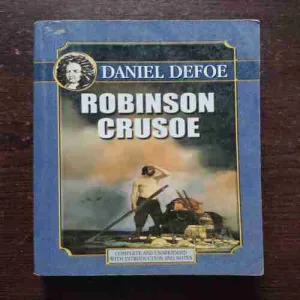 DANIEL DEFOE
ROBINSON
CRUSOE
COMPLETE AND UNABRIDGED
WITH INTRODUCTION AND NOTES